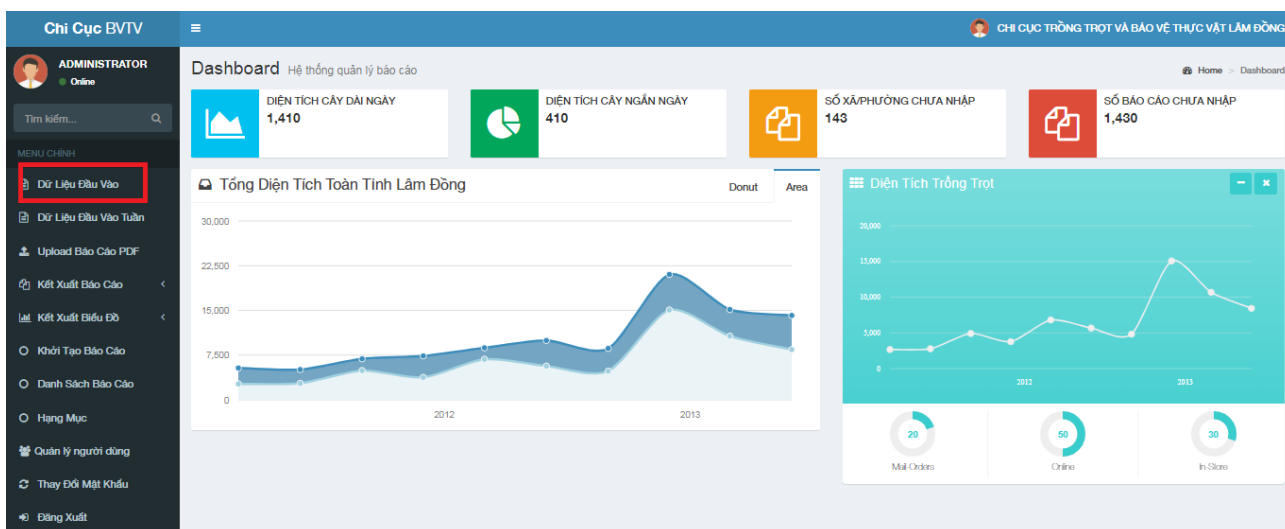 Chi Cục BVTV
CHI CỤC TRỒNG TRỌT VÀ BẢO VỆ THỰC VẬT LÂM ĐỒNG
ADMINISTRATOR
Online
Tìm kiếm...
MENU CHÍNH
Dữ Liệu Đầu Vào
Dữ Liệu Đầu Vào Tuần
Upload Báo Cáo PDF
Kết Xuất Báo Cáo
Kết Xuất Biểu Đồ
Khởi Tạo Báo Cáo
Danh Sách Báo Cáo
Hạng Mục
Quản lý người dùng
Thay Đổi Mật Khẩu
Đăng Xuất
Dashboard Hệ thống quản lý báo cáo
Home > Dashboard
DIỆN TÍCH CÂY DÀI NGÀY
1,410
DIỆN TÍCH CÂY NGẮN NGÀY
410
SỐ XÃ/PHƯỜNG CHƯA NHẬP
143
SỐ BÁO CÁO CHƯA NHẬP
1,430
Tổng Diện Tích Toàn Tỉnh Lâm Đồng
Donut Area
30,000
22,500
15,000
7,500
0
2012 2013
Diện Tích Trồng Trọt
20,000
15,000
10,000
5,000
0
2012 2013
20 50 30
Mail-Orders Online In-Store